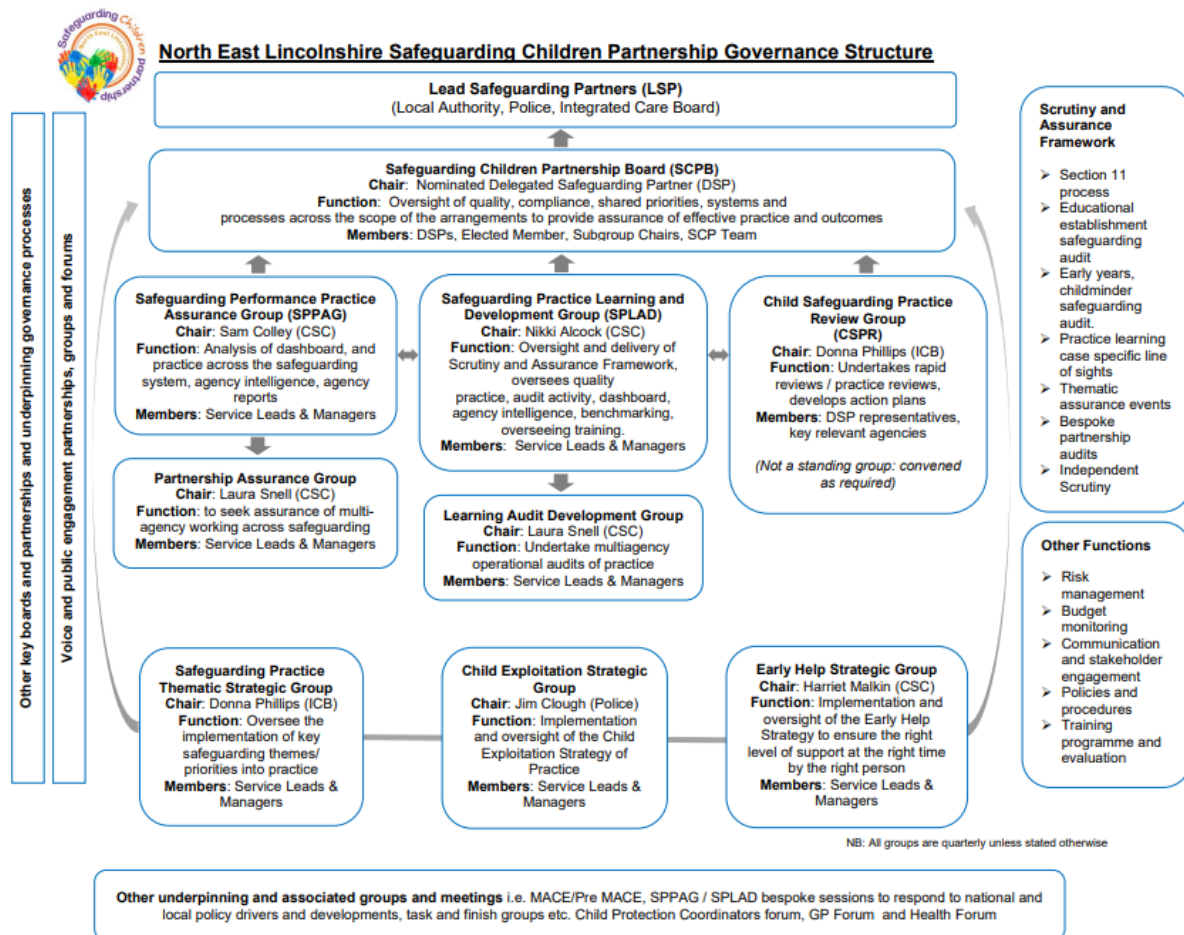 Safeguarding Children partnership
North East Lincolnshire
North East Lincolnshire Safeguarding Children Partnership Governance Structure
Lead Safeguarding Partners (LSP)
(Local Authority, Police, Integrated Care Board)
Safeguarding Children Partnership Board (SCPB)
Chair: Nominated Delegated Safeguarding Partner (DSP)
Function: Oversight of quality, compliance, shared priorities, systems and
processes across the scope of the arrangements to provide assurance of effective practice and outcomes
Members: DSPs, Elected Member, Subgroup Chairs, SCP Team
Other key boards and partnerships and underpinning governance processes
Voice and public engagement partnerships, groups and forums
Safeguarding Performance Practice
Assurance Group (SPPAG)
Chair: Sam Colley (CSC)
Function: Analysis of dashboard, and
practice across the safeguarding
system, agency intelligence, agency
reports
Members: Service Leads & Managers
Safeguarding Practice Learning and
Development Group (SPLAD)
Chair: Nikki Alcock (CSC)
Function: Oversight and delivery of
Scrutiny and Assurance Framework,
oversees quality
practice, audit activity, dashboard,
agency intelligence, benchmarking,
overseeing training.
Members: Service Leads & Managers
Child Safeguarding Practice
Review Group
(CSPR)
Chair: Donna Phillips (ICB)
Function: Undertakes rapid
reviews / practice reviews,
develops action plans
Members: DSP representatives,
key relevant agencies
(Not a standing group: convened
as required)
Partnership Assurance Group
Chair: Laura Snell (CSC)
Function: to seek assurance of multi-
agency working across safeguarding
Members: Service Leads & Managers
Learning Audit Development Group
Chair: Laura Snell (CSC)
Function: Undertake multiagency
operational audits of practice
Members: Service Leads & Managers
Safeguarding Practice
Thematic Strategic Group
Chair: Donna Phillips (ICB)
Function: Oversee the
implementation of key
safeguarding themes/
priorities into practice
Members: Service Leads &
Managers
Child Exploitation Strategic
Group
Chair: Jim Clough (Police)
Function: Implementation
and oversight of the Child
Exploitation Strategy of
Practice
Members: Service Leads &
Managers
Early Help Strategic Group
Chair: Harriet Malkin (CSC)
Function: Implementation and
oversight of the Early Help
Strategy to ensure the right
level of support at the right time
by the right person
Members: Service Leads &
Managers
Scrutiny and
Assurance
Framework
Section 11
process
Educational
establishment
safeguarding
audit
Early years,
childminder
safeguarding
audit.
Practice learning
case specific line
of sights
Thematic
assurance events
Bespoke
partnership
audits
Independent
Scrutiny
Other Functions
Risk
management
Budget
monitoring
Communication
and stakeholder
engagement
Policies and
procedures
Training
programme and
evaluation
NB: All groups are quarterly unless stated otherwise
Other underpinning and associated groups and meetings i.e. MACE/Pre MACE, SPPAG / SPLAD bespoke sessions to respond to national and
local policy drivers and developments, task and finish groups etc. Child Protection Coordinators forum, GP Forum and Health Forum